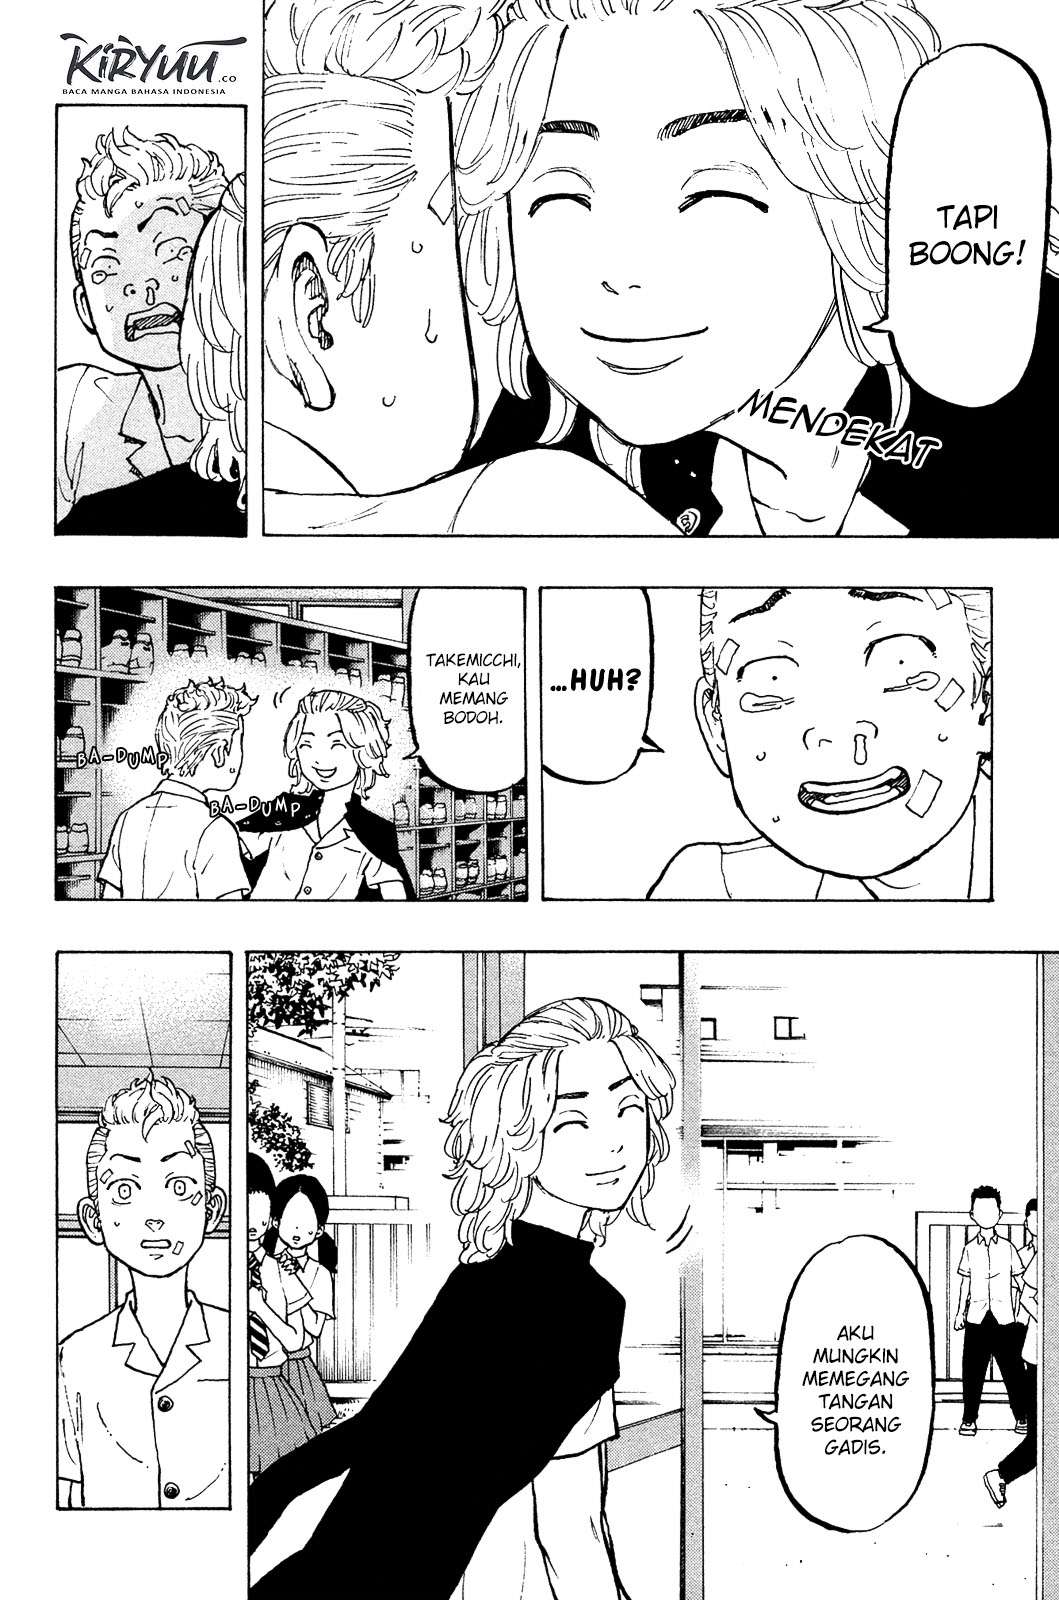 KIRYUU.CO
BACA MANGA BAHASA INDONESIA
TAPI
BOONG!
MENDEKAT
...HUH?
TAKEMICCHI,
KAU
MEMANG
BODOH.
BA-DUMP
BA-DUMP
AKU
MUNGKIN
MEMEGANG
TANGAN
SEORANG
GADIS.